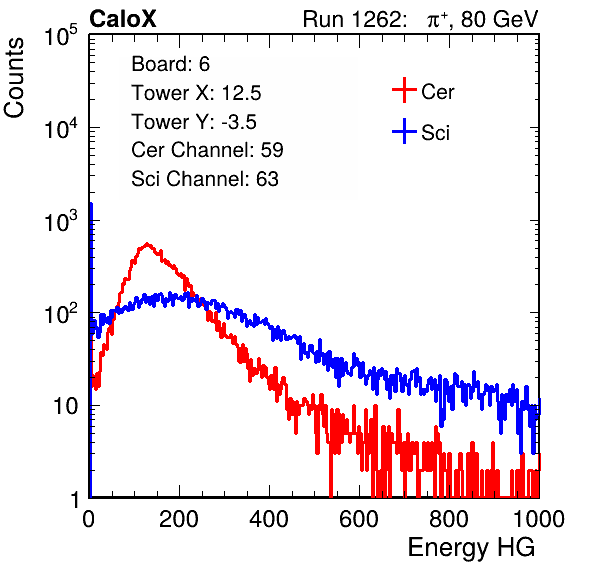 CaloX Run 1262: π⁺, 80 GeV
Counts
10⁵
10⁴
10³
10²
10
1
Board: 6
Tower X: 12.5
Tower Y: -3.5
Cer Channel: 59
Sci Channel: 63
Cer
Sci
0 200 400 600 800 1000
Energy HG